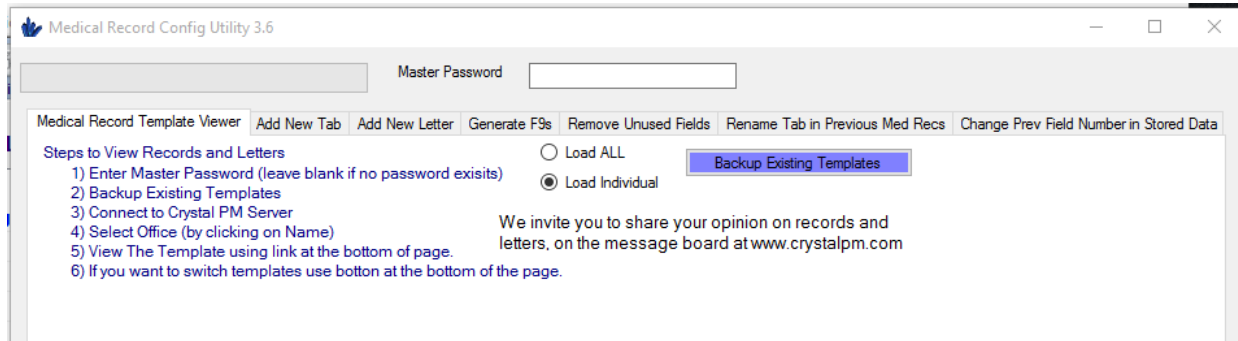 Medical Record Config Utility 3.6
Master Password
Medical Record Template Viewer Add New Tab Add New Letter Generate F9s Remove Unused Fields Rename Tab in Previous Med Recs Change Prev Field Number in Stored Data
Steps to View Records and Letters
1) Enter Master Password (leave blank if no password exisits)
2) Backup Existing Templates
3) Connect to Crystal PM Server
4) Select Office (by clicking on Name)
5) View The Template using link at the bottom of page.
6) If you want to switch templates use botton at the bottom of the page.
Load ALL
Load Individual
Backup Existing Templates
We invite you to share your opinion on records and
letters, on the message board at www.crystalpm.com